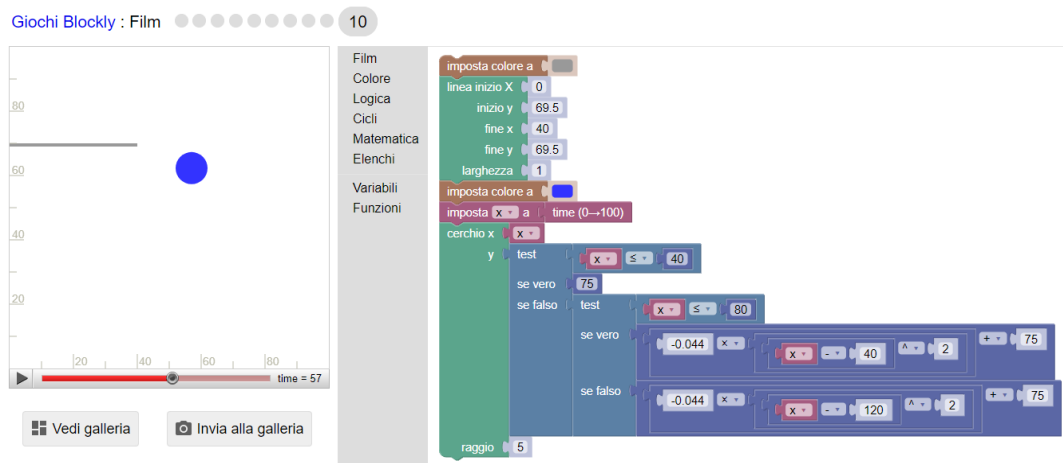 Giochi Blockly : Film 10
80
60
40
20
20 40 60 80
time = 57
Vedi galleria
Invia alla galleria
Film
Colore
Logica
Cicli
Matematica
Elenchi
Variabili
Funzioni
imposta colore a
linea inizio X 0
inizio y 69.5
fine x 40
fine y 69.5
larghezza 1
imposta colore a
imposta x a time (0→100)
cerchio x x
y test x ≤ 40
se vero 75
se falso test x ≤ 80
se vero -0.044 x x - 40 ^ 2 + 75
se falso -0.044 x x - 120 ^ 2 + 75
raggio 5